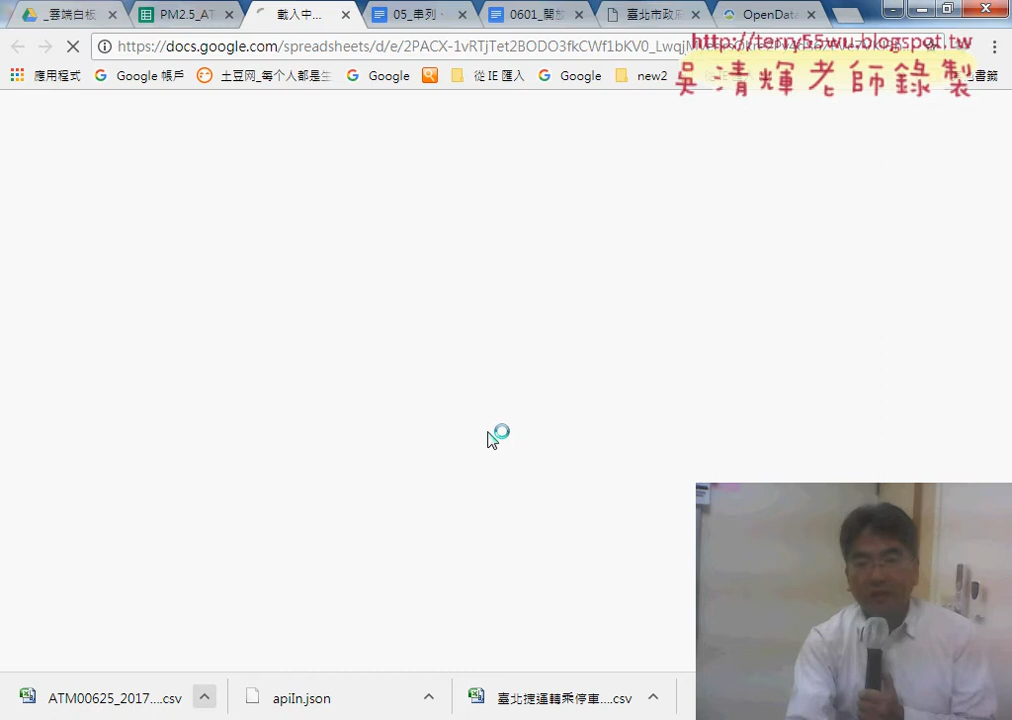 _雲端白板
PM2.5_AT
載入中...
05_串列、
0601_開放
臺北市政府
OpenData
https://docs.google.com/spreadsheets/d/e/2PACX-1vRTjTet2BODO3fkCWf1bKV0_Lwqj
http://terry55wu.blogspot.tw
應用程式
Google 帳戶
土豆网_每个人都是生
Google
從 IE 匯入
Google
new2
書籤
吳清輝老師錄製
ATM00625_2017....csv
apiIn.json
臺北捷運轉乘停車....csv